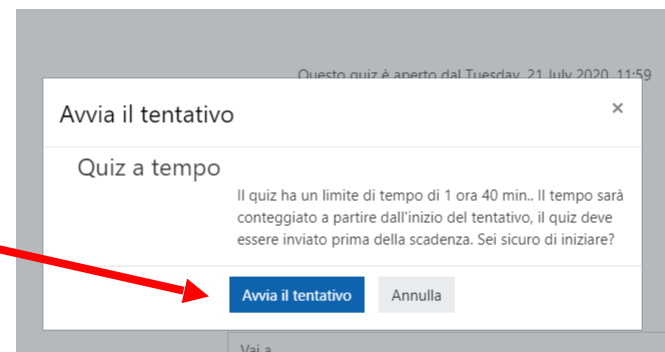 Questo quiz è aperto dal Tuesday, 21 July 2020, 11:59
Avvia il tentativo ×
Quiz a tempo
Il quiz ha un limite di tempo di 1 ora 40 min.. Il tempo sarà
conteggiato a partire dall'inizio del tentativo, il quiz deve
essere inviato prima della scadenza. Sei sicuro di iniziare?
Avvia il tentativo Annulla
Vai a